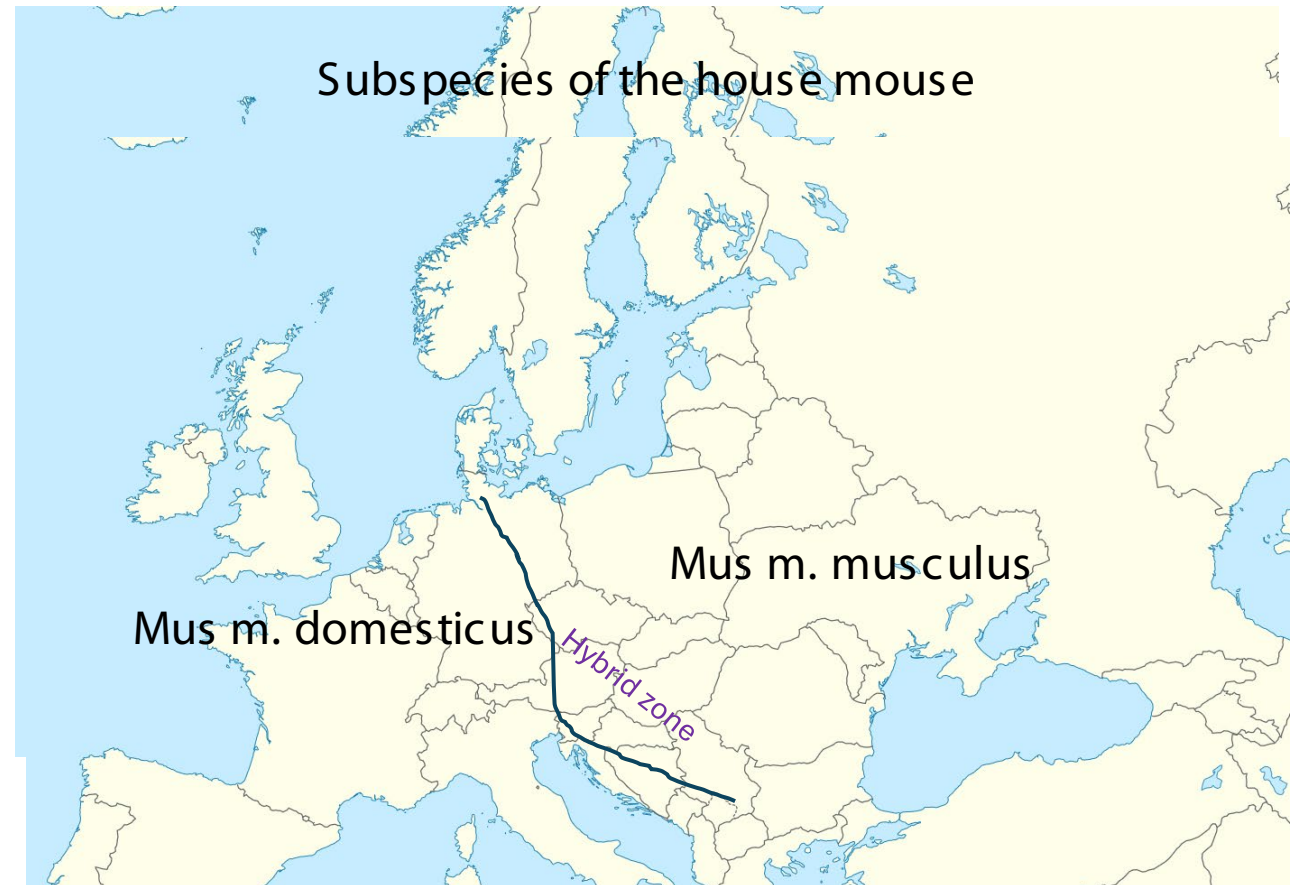 Subspecies of the house mouse
Mus m. musculus
Mus m. domesticus
Hybrid zone